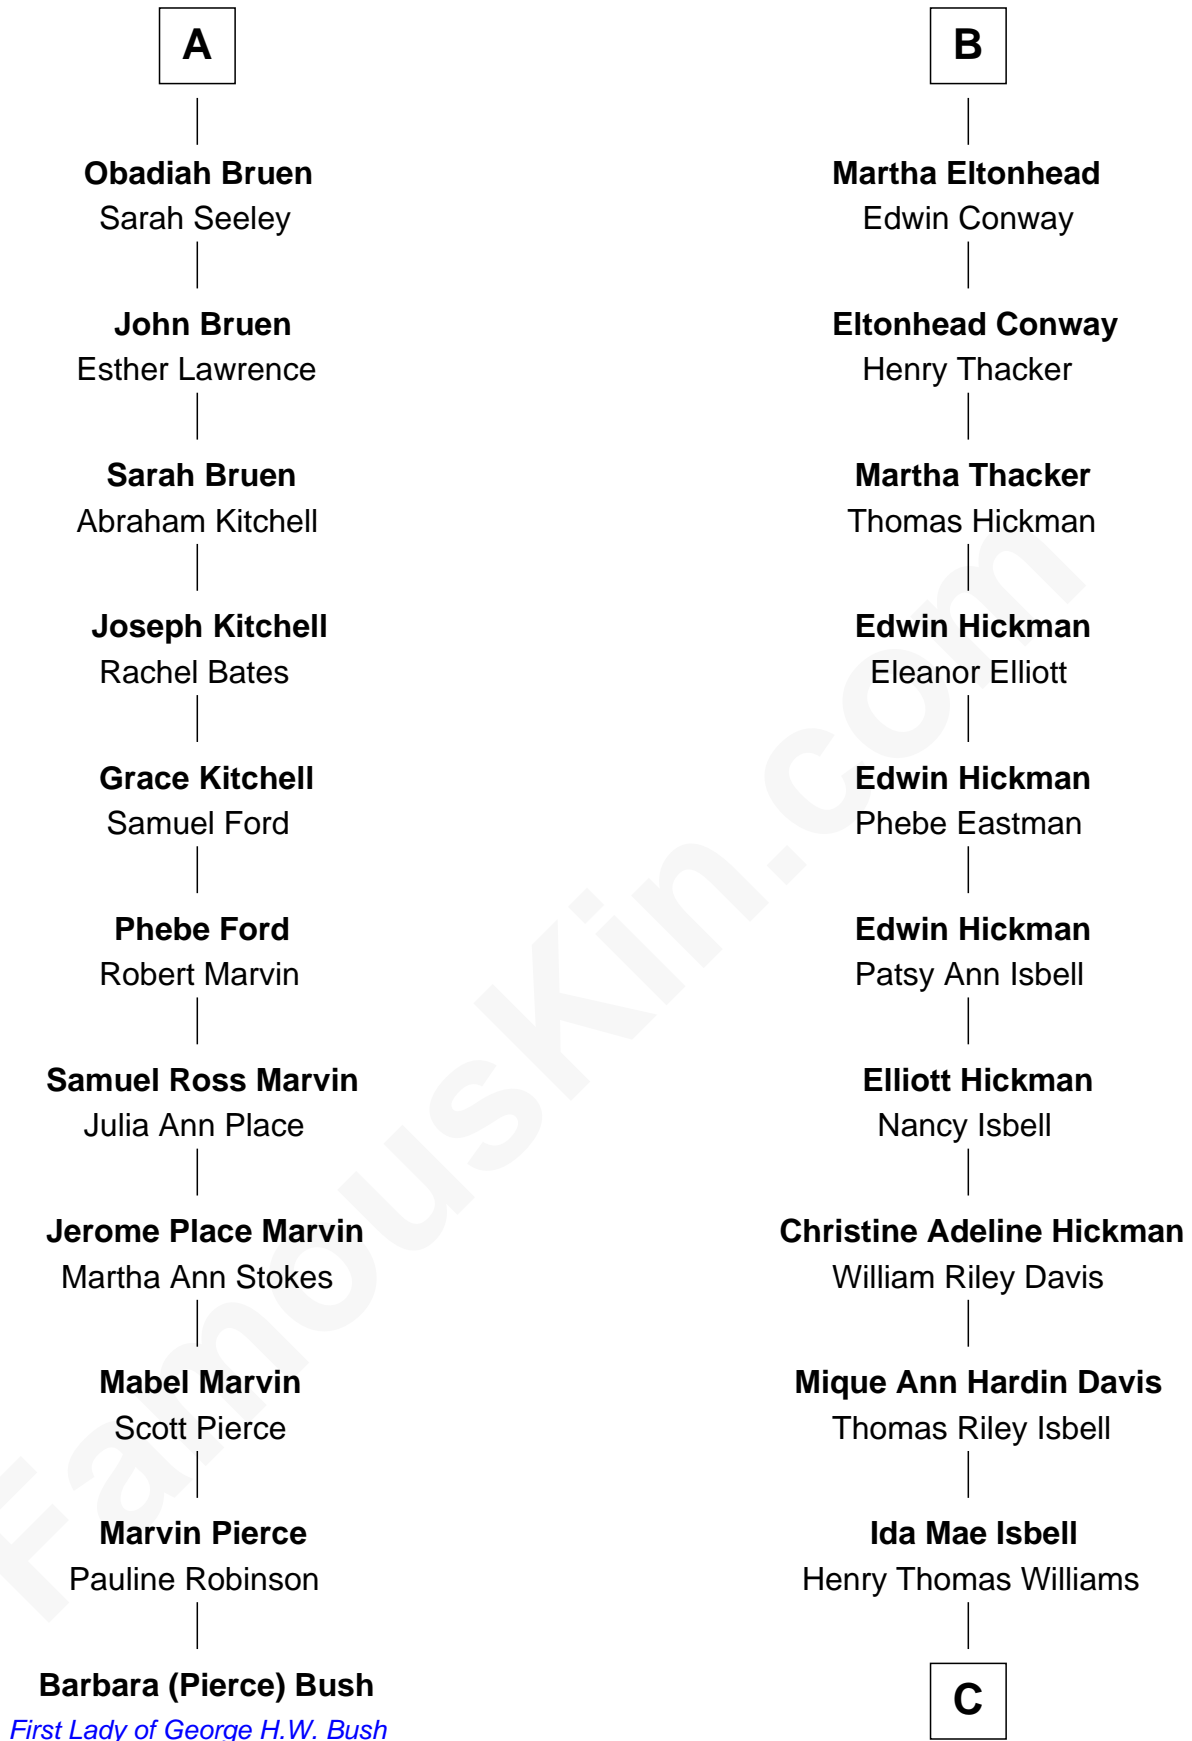 A
Obadiah Bruen
Sarah Seeley
John Bruen
Esther Lawrence
Sarah Bruen
Abraham Kitchell
Joseph Kitchell
Rachel Bates
Grace Kitchell
Samuel Ford
Phebe Ford
Robert Marvin
Samuel Ross Marvin
Julia Ann Place
Jerome Place Marvin
Martha Ann Stokes
Mabel Marvin
Scott Pierce
Marvin Pierce
Pauline Robinson
Barbara (Pierce) Bush
First Lady of George H.W. Bush
B
Martha Eltonhead
Edwin Conway
Eltonhead Conway
Henry Thacker
Martha Thacker
Thomas Hickman
Edwin Hickman
Eleanor Elliott
Edwin Hickman
Phebe Eastman
Edwin Hickman
Patsy Ann Isbell
Elliott Hickman
Nancy Isbell
Christine Adeline Hickman
William Riley Davis
Mique Ann Hardin Davis
Thomas Riley Isbell
Ida Mae Isbell
Henry Thomas Williams
C
FamousKin.com